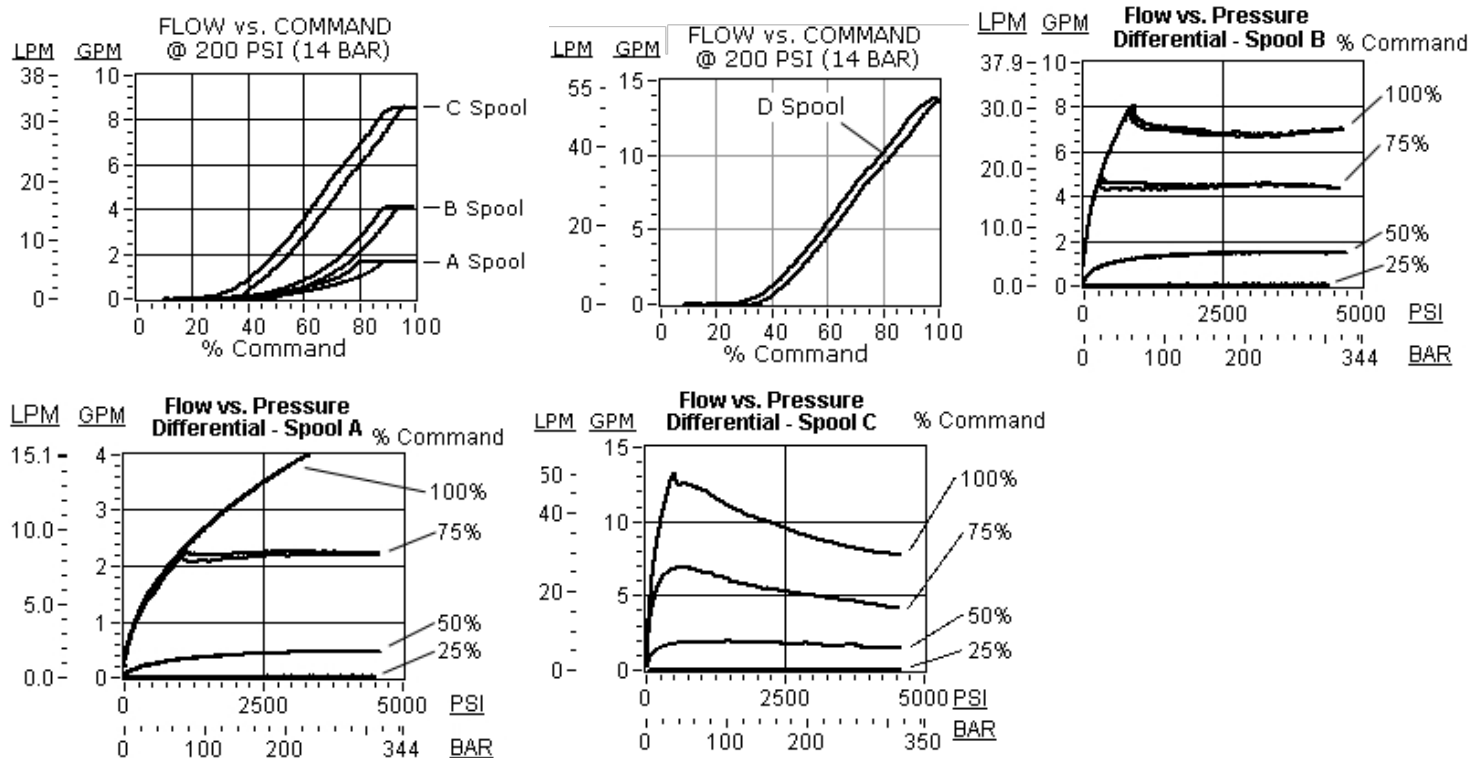 FLOW vs. COMMAND
@ 200 PSI (14 BAR)
LPM GPM
38
30
20
10
0
10
8
6
4
2
0
C Spool
B Spool
A Spool
0 20 40 60 80 100
% Command
FLOW vs. COMMAND
@ 200 PSI (14 BAR)
LPM GPM
55
40
20
0
15
10
5
0
D Spool
0 20 40 60 80 100
% Command
Flow vs. Pressure
Differential - Spool B
LPM GPM
% Command
37.9
30.0
20.0
10.0
0.0
10
8
6
4
2
0
100%
75%
50%
25%
0 2500 5000 PSI
0 100 200 344 BAR
Flow vs. Pressure
Differential - Spool A
LPM GPM
% Command
15.1
10.0
5.0
0.0
4
3
2
1
0
100%
75%
50%
25%
0 2500 5000 PSI
0 100 200 344 BAR
Flow vs. Pressure
Differential - Spool C
LPM GPM
% Command
50
40
20
0
15
10
5
0
100%
75%
50%
25%
0 2500 5000 PSI
0 100 200 350 BAR